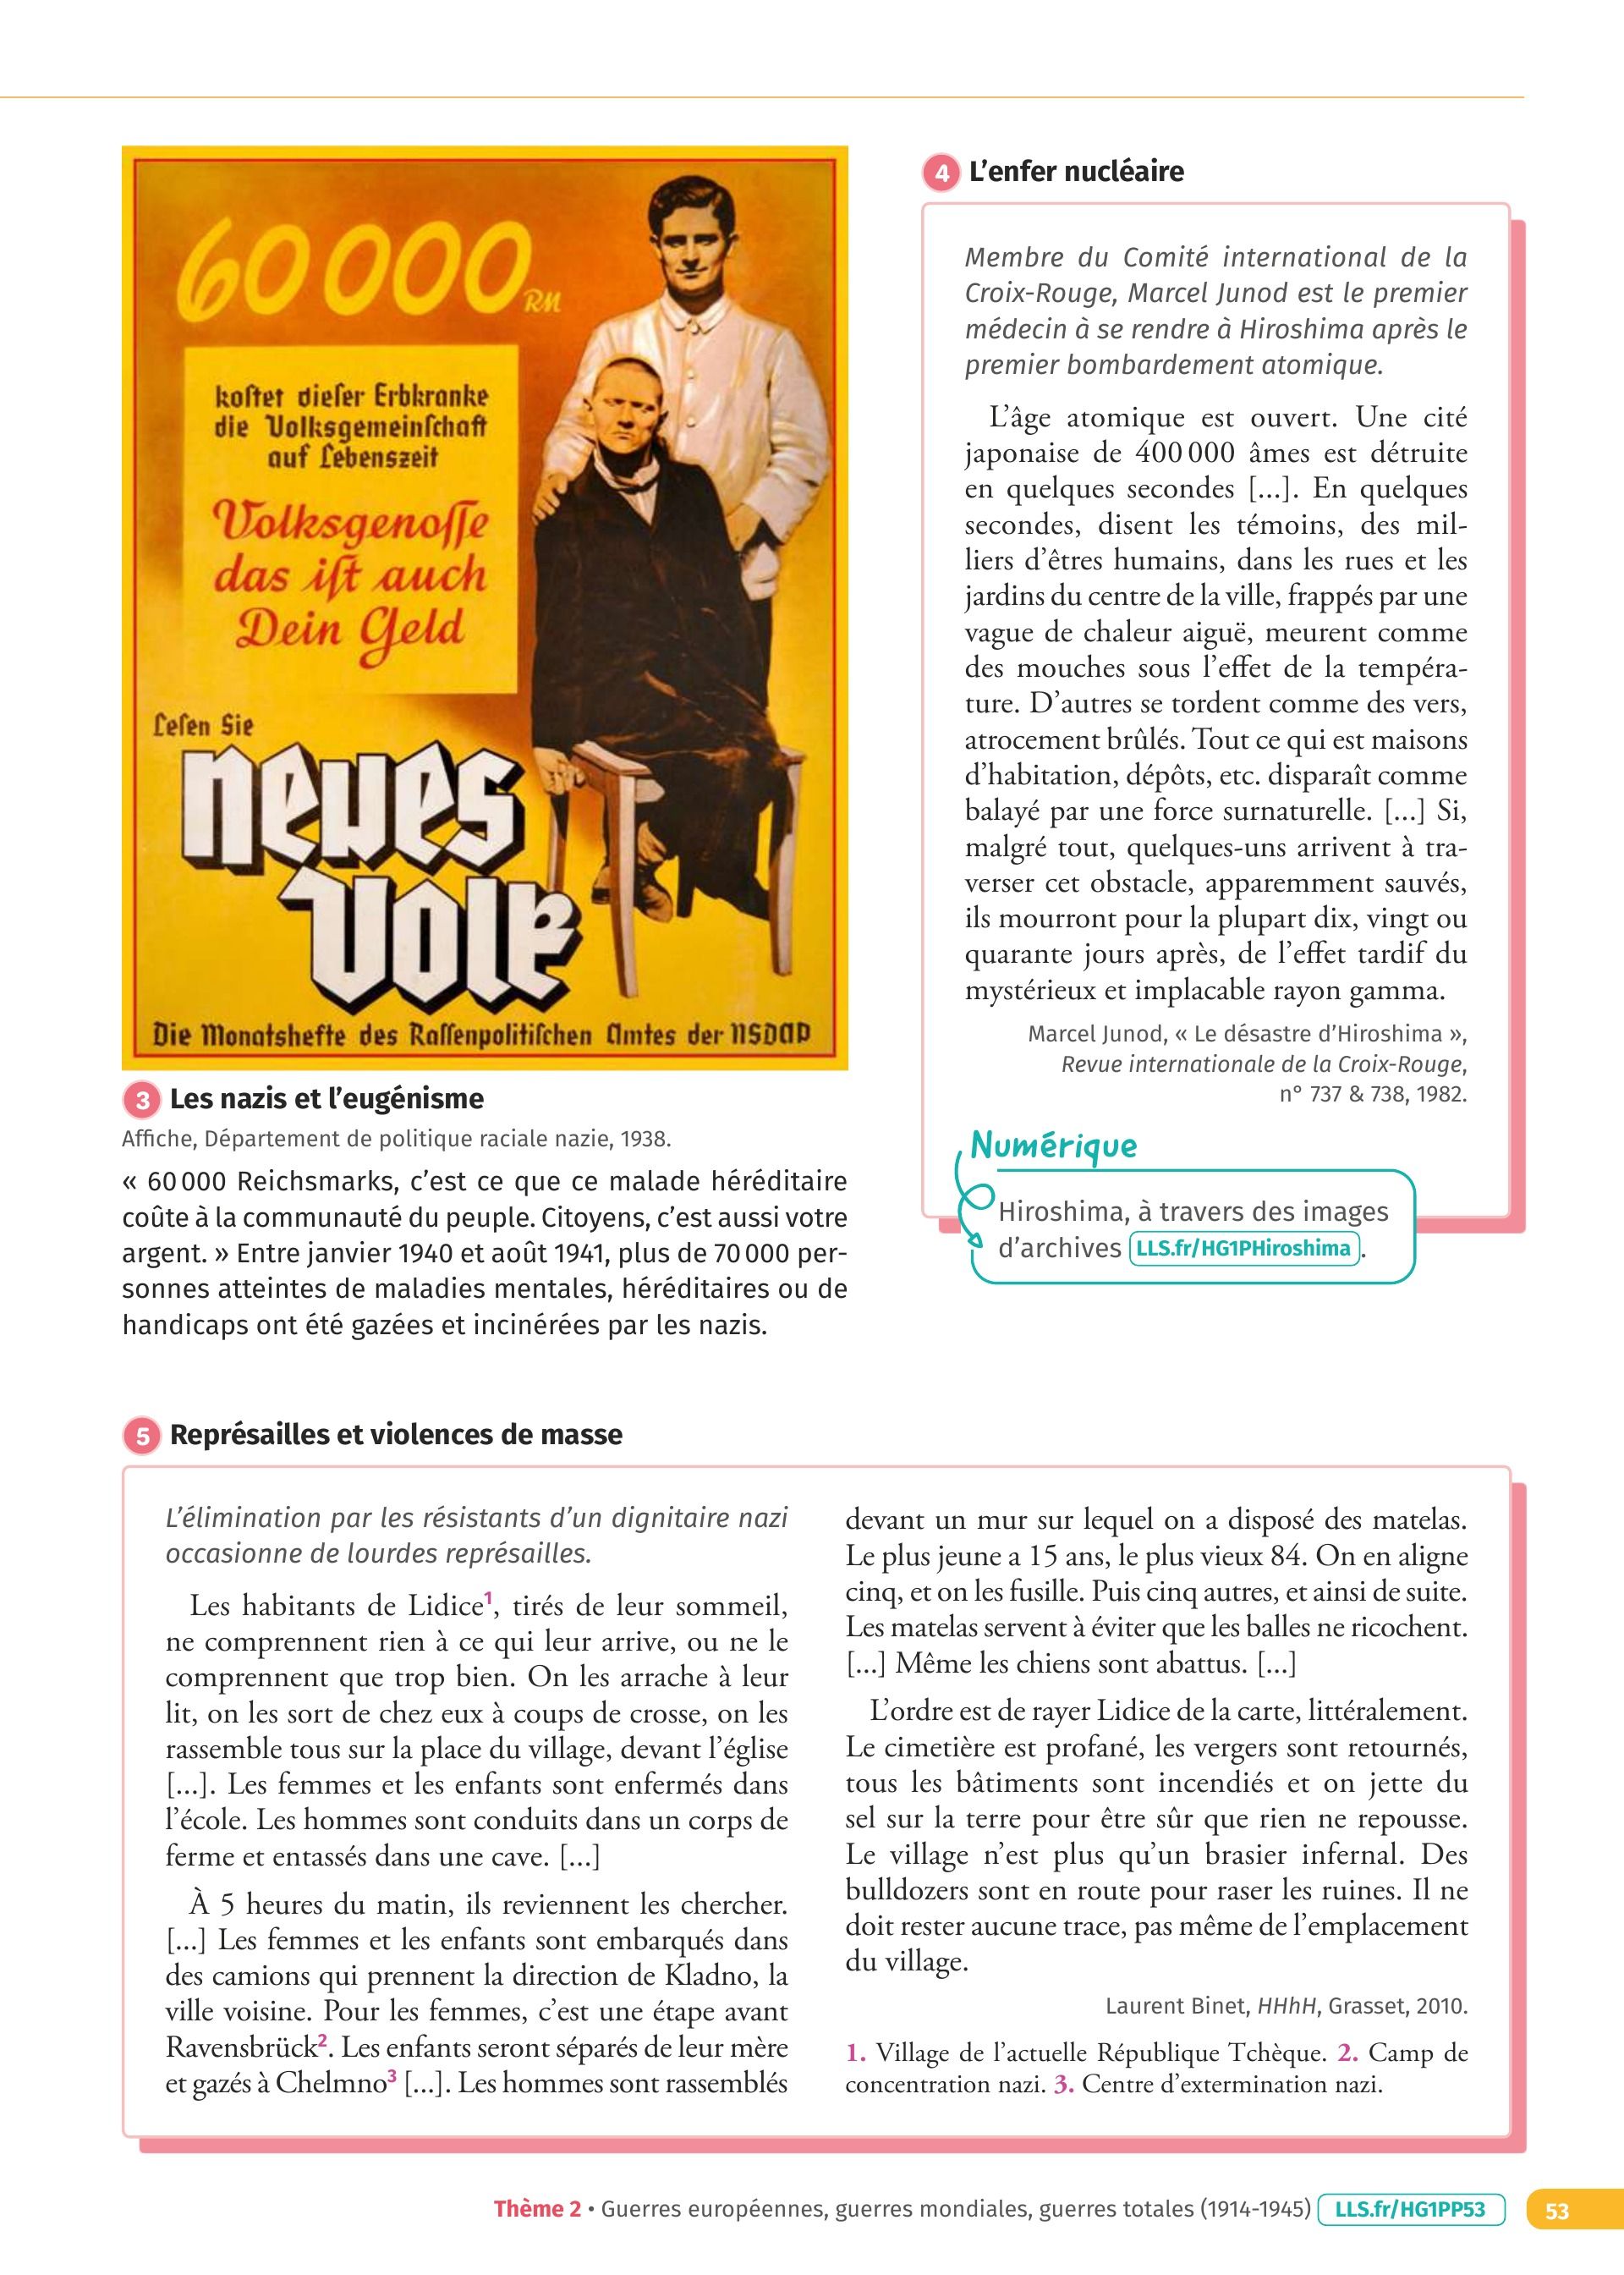 60 000 RM
koſtet dieſer Erbkranke
die Volksgemeinſchaft
auf Lebenszeit
Volksgenoſſe
das iſt auch
Dein Geld
Leſen Sie
neues
Volk
Die Monatshefte des Raſſenpolitiſchen Amtes der NSDAP
3 Les nazis et l’eugénisme
Affiche, Département de politique raciale nazie, 1938.
« 60 000 Reichsmarks, c’est ce que ce malade héréditaire
coûte à la communauté du peuple. Citoyens, c’est aussi votre
argent. » Entre janvier 1940 et août 1941, plus de 70 000 per-
sonnes atteintes de maladies mentales, héréditaires ou de
handicaps ont été gazées et incinérées par les nazis.
4 L’enfer nucléaire
Membre du Comité international de la
Croix-Rouge, Marcel Junod est le premier
médecin à se rendre à Hiroshima après le
premier bombardement atomique.
L’âge atomique est ouvert. Une cité
japonaise de 400 000 âmes est détruite
en quelques secondes [...]. En quelques
secondes, disent les témoins, des mil-
liers d’êtres humains, dans les rues et les
jardins du centre de la ville, frappés par une
vague de chaleur aiguë, meurent comme
des mouches sous l’effet de la tempéra-
ture. D’autres se tordent comme des vers,
atrocement brûlés. Tout ce qui est maisons
d’habitation, dépôts, etc. disparaît comme
balayé par une force surnaturelle. [...] Si,
malgré tout, quelques-uns arrivent à tra-
verser cet obstacle, apparemment sauvés,
ils mourront pour la plupart dix, vingt ou
quarante jours après, de l’effet tardif du
mystérieux et implacable rayon gamma.
Marcel Junod, « Le désastre d’Hiroshima »,
Revue internationale de la Croix-Rouge,
n° 737 & 738, 1982.
Numérique
Hiroshima, à travers des images
d’archives LLS.fr/HG1PHiroshima .
5 Représailles et violences de masse
L’élimination par les résistants d’un dignitaire nazi
occasionne de lourdes représailles.
Les habitants de Lidice1, tirés de leur sommeil,
ne comprennent rien à ce qui leur arrive, ou ne le
comprennent que trop bien. On les arrache à leur
lit, on les sort de chez eux à coups de crosse, on les
rassemble tous sur la place du village, devant l’église
[...]. Les femmes et les enfants sont enfermés dans
l’école. Les hommes sont conduits dans un corps de
ferme et entassés dans une cave. [...]
À 5 heures du matin, ils reviennent les chercher.
[...] Les femmes et les enfants sont embarqués dans
des camions qui prennent la direction de Kladno, la
ville voisine. Pour les femmes, c’est une étape avant
Ravensbrück2. Les enfants seront séparés de leur mère
et gazés à Chelmno3 [...]. Les hommes sont rassemblés
devant un mur sur lequel on a disposé des matelas.
Le plus jeune a 15 ans, le plus vieux 84. On en aligne
cinq, et on les fusille. Puis cinq autres, et ainsi de suite.
Les matelas servent à éviter que les balles ne ricochent.
[...] Même les chiens sont abattus. [...]
L’ordre est de rayer Lidice de la carte, littéralement.
Le cimetière est profané, les vergers sont retournés,
tous les bâtiments sont incendiés et on jette du
sel sur la terre pour être sûr que rien ne repousse.
Le village n’est plus qu’un brasier infernal. Des
bulldozers sont en route pour raser les ruines. Il ne
doit rester aucune trace, pas même de l’emplacement
du village.
Laurent Binet, HHhH, Grasset, 2010.
1. Village de l’actuelle République Tchèque. 2. Camp de
concentration nazi. 3. Centre d’extermination nazi.
Thème 2 • Guerres européennes, guerres mondiales, guerres totales (1914-1945) LLS.fr/HG1PP53 53